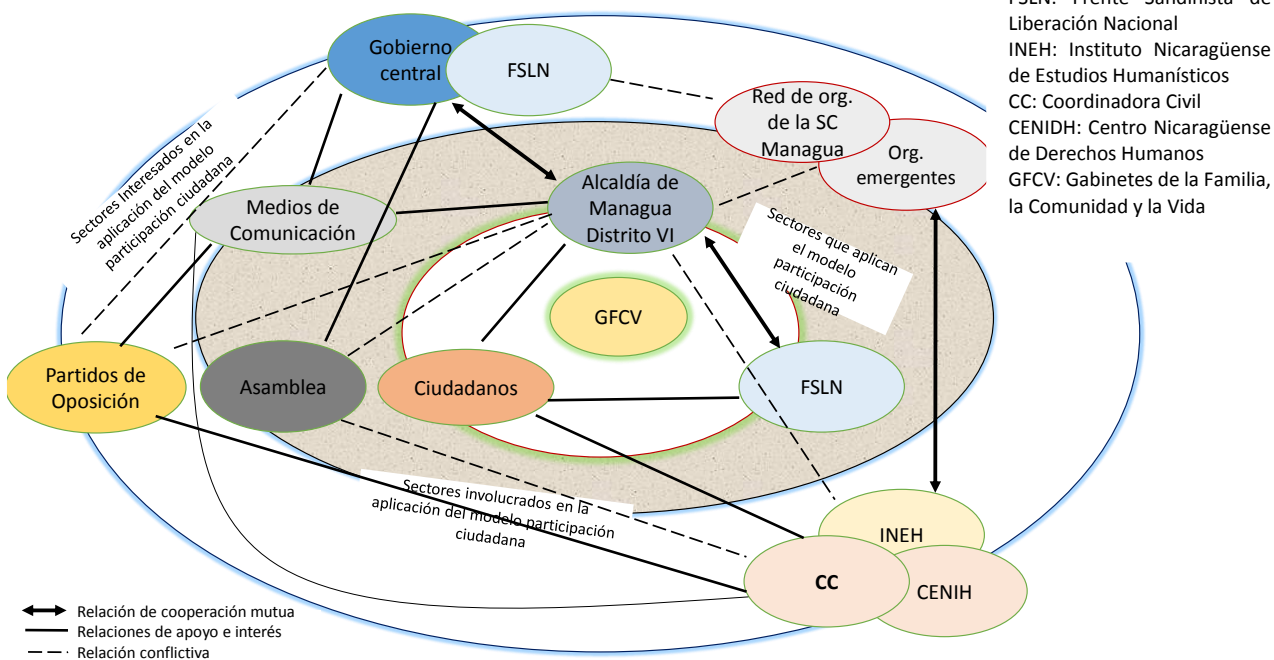 FSLN: Frente Sandinista de
Liberación Nacional
INEH: Instituto Nicaragüense
de Estudios Humanísticos
CC: Coordinadora Civil
CENIDH: Centro Nicaragüense
de Derechos Humanos
GFCV: Gabinetes de la Familia,
la Comunidad y la Vida
Gobierno
central
FSLN
Red de org.
de la SC
Managua
Org.
emergentes
Sectores Interesados en la
aplicación del modelo
participación ciudadana
Medios de
Comunicación
Alcaldía de
Managua
Distrito VI
Sectores que aplican
el modelo
participación
ciudadana
GFCV
Partidos de
Oposición
Asamblea
Ciudadanos
FSLN
Sectores involucrados en la
aplicación del modelo participación
ciudadana
INEH
CC
CENIH
Relación de cooperación mutua
Relaciones de apoyo e interés
Relación conflictiva